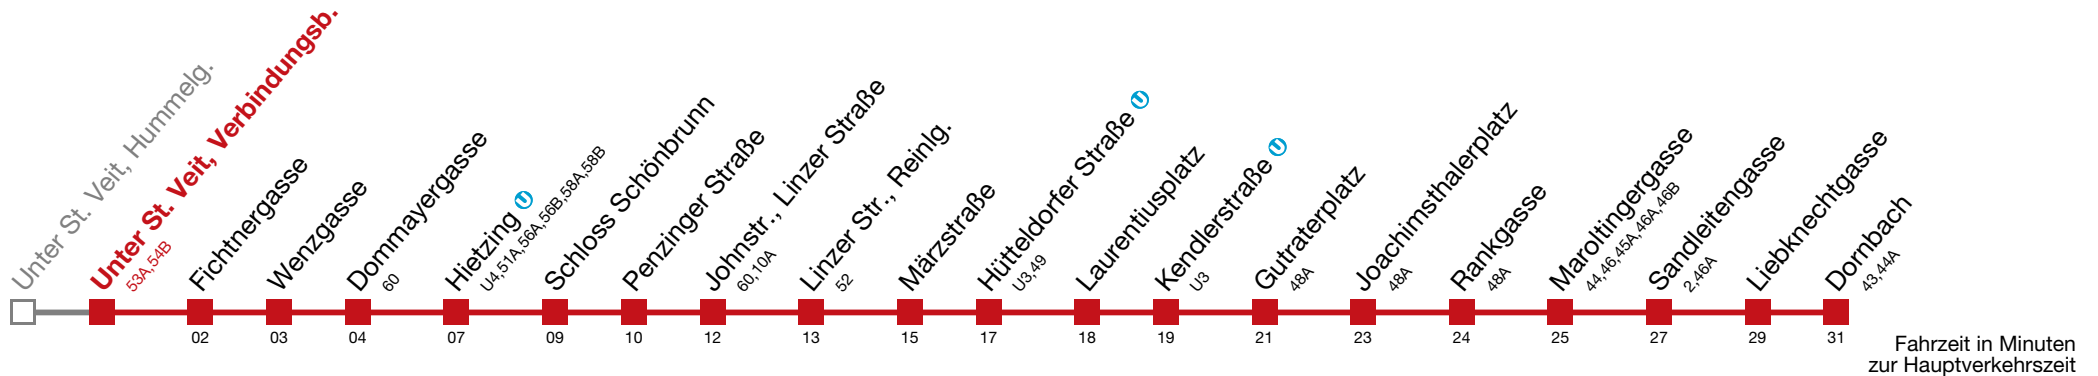 Unter St. Veit, Hummelg.
Unter St. Veit, Verbindungsb.
53A,54B
Fichtnergasse
02
Wenzgasse
03
Dommayergasse
60
04
Hietzing U
U4,51A,56A,56B,58A,58B
07
Schloss Schönbrunn
09
Penzinger Straße
10
Johnstr., Linzer Straße
60,10A
12
Linzer Str., Reinlg.
52
13
Märzstraße
15
Hütteldorfer Straße U
U3,49
17
Laurentiusplatz
18
Kendlerstraße U
U3
19
Gutraterplatz
48A
21
Joachimsthalerplatz
48A
23
Rankgasse
48A
24
Maroltingergasse
44,46,45A,46A,46B
25
Sandleitengasse
2,46A
27
Liebknechtgasse
29
Dornbach
43,44A
31
Fahrzeit in Minuten
zur Hauptverkehrszeit